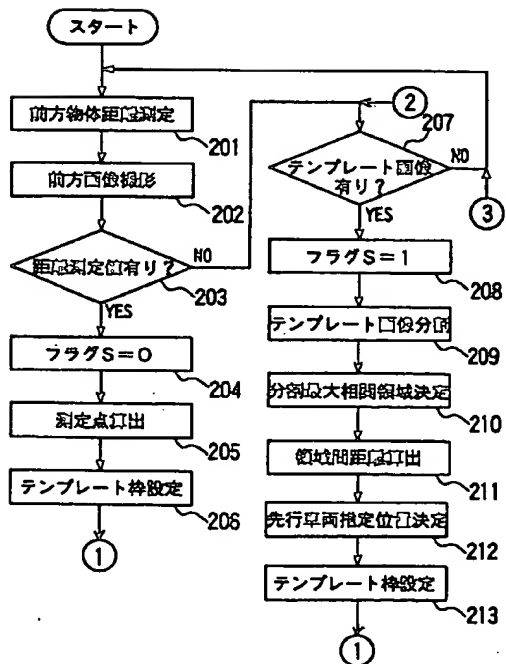 スタート
前方物体距離測定
201
前方画像撮影
202
距離測定値有り?
NO
203
YES
フラグS=0
204
測定点算出
205
テンプレート枠設定
206
1
2
207
テンプレート画像
有り?
NO
3
YES
フラグS=1
208
テンプレート画像分割
209
分割最大相関領域決定
210
領域間距離算出
211
先行車両推定位置決定
212
テンプレート枠設定
213
1